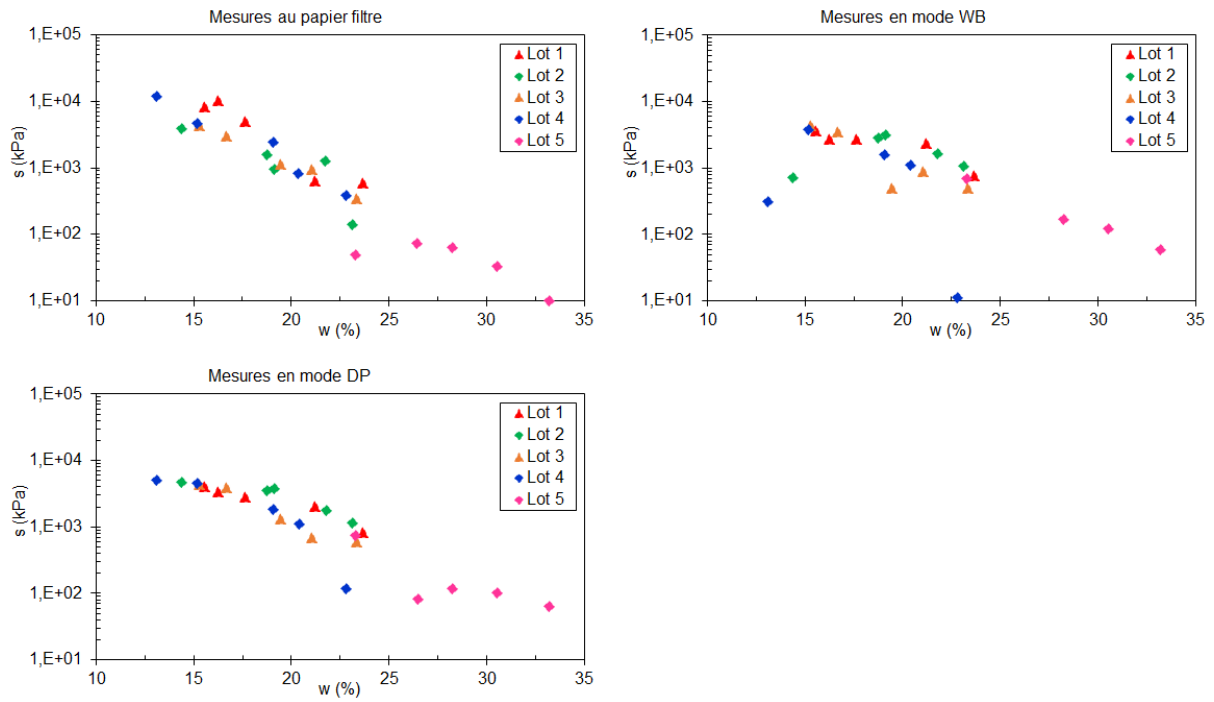 Mesures au papier filtre
1,E+05
1,E+04
1,E+03
1,E+02
1,E+01
s (kPa)
10 15 20 25 30 35
w (%)
Lot 1
Lot 2
Lot 3
Lot 4
Lot 5
Mesures en mode WB
1,E+05
1,E+04
1,E+03
1,E+02
1,E+01
s (kPa)
10 15 20 25 30 35
w (%)
Lot 1
Lot 2
Lot 3
Lot 4
Lot 5
Mesures en mode DP
1,E+05
1,E+04
1,E+03
1,E+02
1,E+01
s (kPa)
10 15 20 25 30 35
w (%)
Lot 1
Lot 2
Lot 3
Lot 4
Lot 5